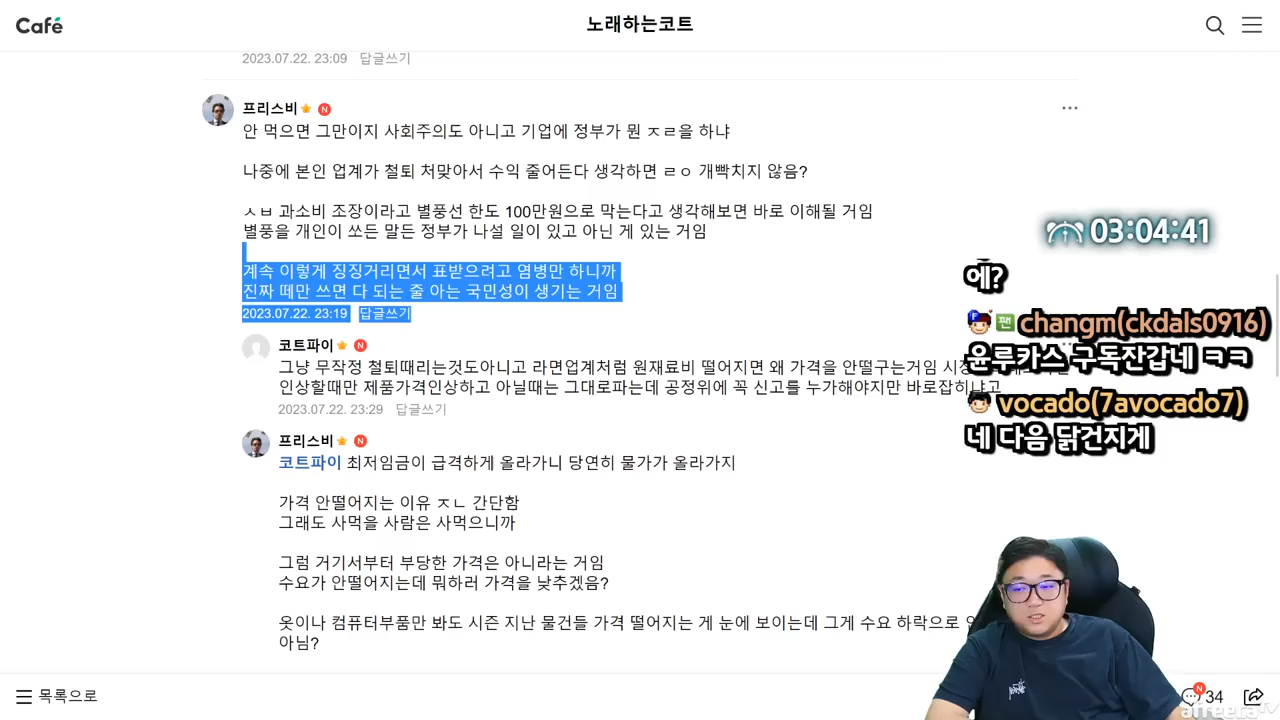 Café
노래하는코트
2023.07.22. 23:09 답글쓰기
프리스비 N
안 먹으면 그만이지 사회주의도 아니고 기업에 정부가 뭔 ㅈㄹ을 하냐
나중에 본인 업계가 철퇴 처맞아서 수익 줄어든다 생각하면 ㄹㅇ 개빡치지 않음?
ㅅㅂ 과소비 조장이라고 별풍선 한도 100만원으로 막는다고 생각해보면 바로 이해될 거임
별풍을 개인이 쏘든 말든 정부가 나설 일이 있고 아닌 게 있는 거임
계속 이렇게 징징거리면서 표받으려고 염병만 하니까
진짜 떼만 쓰면 다 되는 줄 아는 국민성이 생기는 거임
2023.07.22. 23:19 답글쓰기
코트파이 N
그냥 무작정 철퇴때리는것도아니고 라면업계처럼 원재료비 떨어지면 왜 가격을 안떨구는거임
인상할때만 제품가격인상하고 아닐때는 그대로파는데 공정위에 꼭 신고를 누가해야지만 바로잡히냐고
2023.07.22. 23:29 답글쓰기
프리스비 N
코트파이 최저임금이 급격하게 올라가니 당연히 물가가 올라가지
가격 안떨어지는 이유 ㅈㄴ 간단함
그래도 사먹을 사람은 사먹으니까
그럼 거기서부터 부당한 가격은 아니라는 거임
수요가 안떨어지는데 뭐하러 가격을 낮추겠음?
옷이나 컴퓨터부품만 봐도 시즌 지난 물건들 가격 떨어지는 게 눈에 보이는데 그게 수요 하락으로
아님?
03:04:41
에?
F 팬 changm(ckdals0916)
윤류카스 구독잔갑네 ㅋㅋ
vocado(7avocado7)
네 다음 닭건지게
목록으로
N 34
afreecaTV